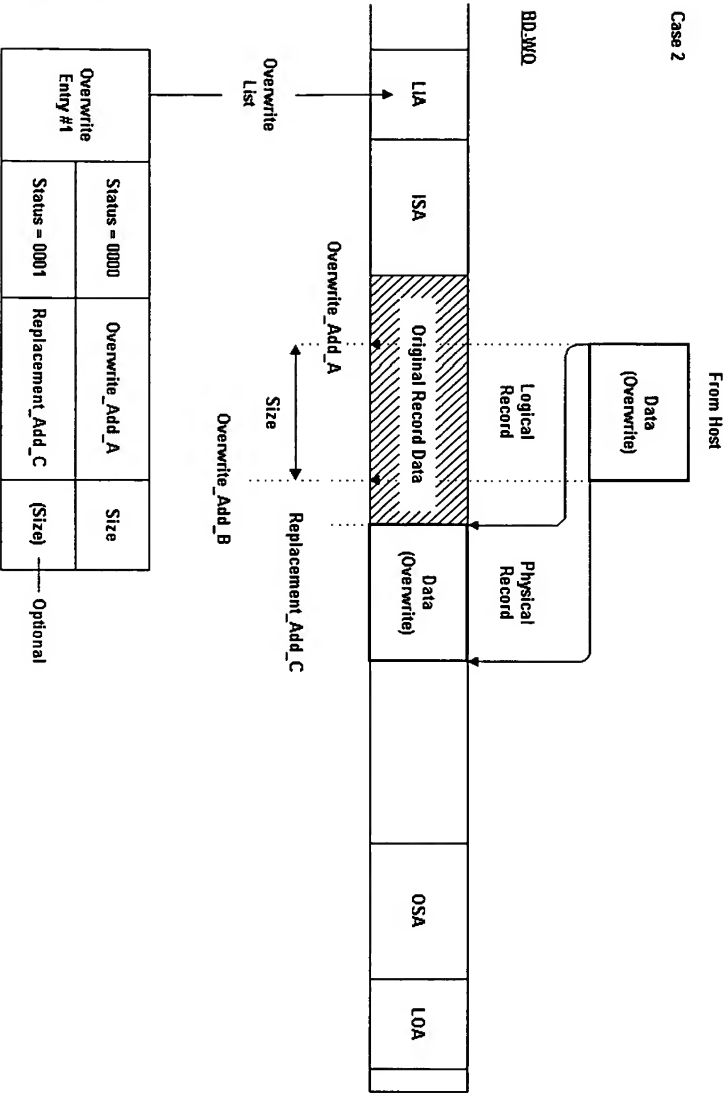 Case 2
From Host
Data
(Overwrite)
BD-WO
Logical
Record
Physical
Record
LIA
ISA
Original Record Data
Data
(Overwrite)
OSA
LOA
Overwrite_Add_A
Size
Overwrite_Add_B
Replacement_Add_C
Overwrite
List
Overwrite
Entry #1
Status = 0000
Overwrite_Add_A
Size
Status = 0001
Replacement_Add_C
(Size)
Optional